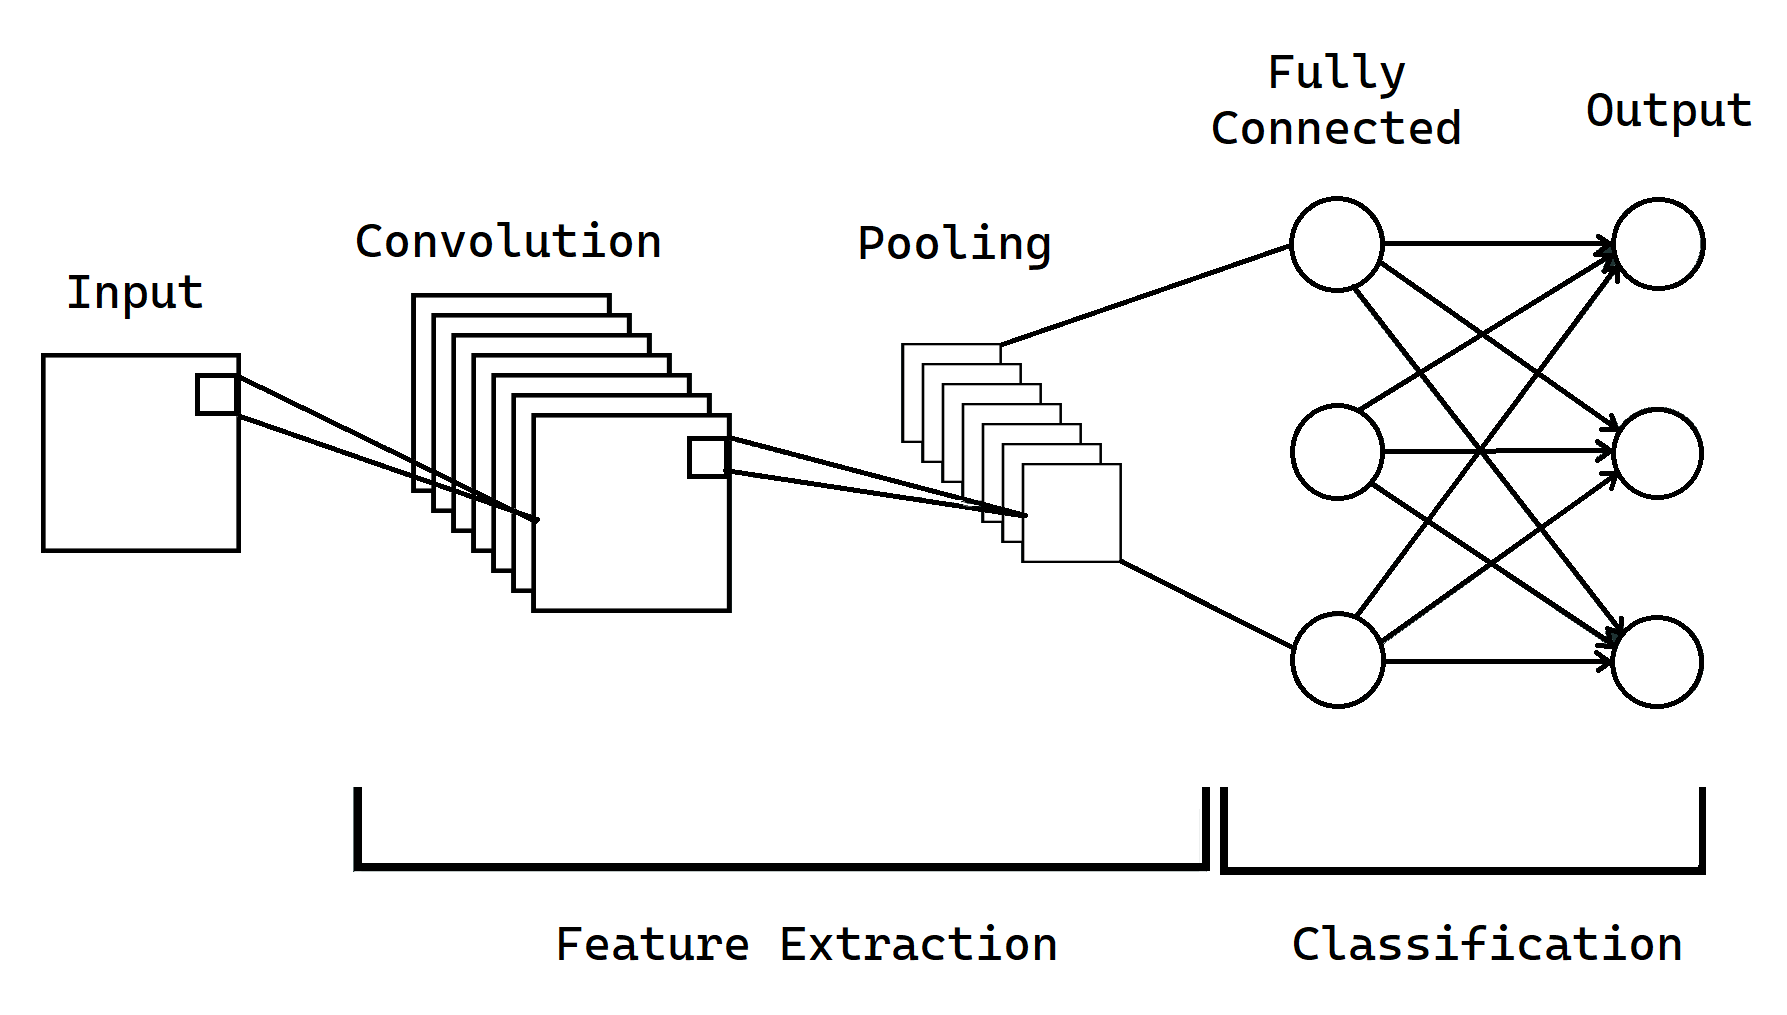 Input
Convolution
Pooling
Fully
Connected
Output
Feature Extraction
Classification